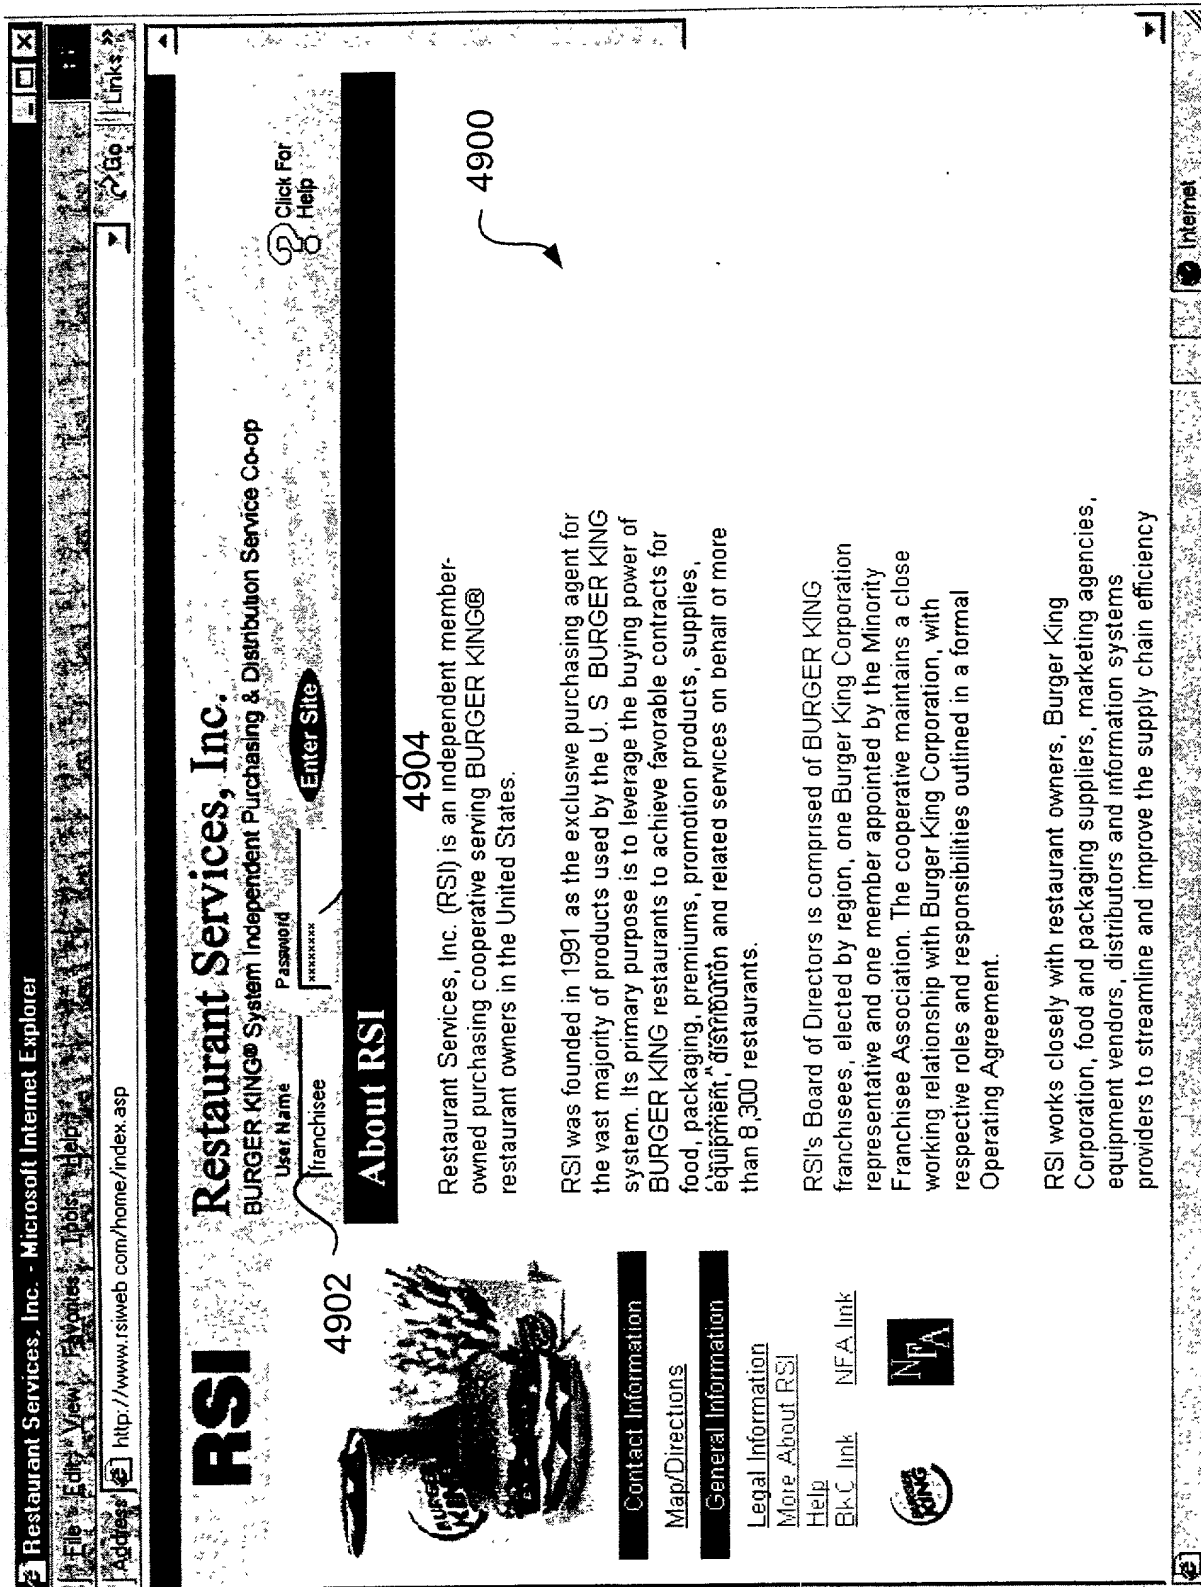 Restaurant Services, Inc. - Microsoft Internet Explorer
File Edit View Favorites Tools Help
Address http://www.rsiweb com/home/index.asp Go Links »
RSI
Restaurant Services, Inc.
BURGER KING® System Independent Purchasing & Distribution Service Co-op
User Name Password
franchisee ×××××××× Enter Site
Click For
Help
4902
4904
4900
About RSI
Restaurant Services, Inc. (RSI) is an independent member-
owned purchasing cooperative serving BURGER KING®
restaurant owners in the United States.
RSI was founded in 1991 as the exclusive purchasing agent for
the vast majority of products used by the U. S BURGER KING
system. Its primary purpose is to leverage the buying power of
BURGER KING restaurants to achieve favorable contracts for
food, packaging, premiums, promotion products, supplies,
equipment, distribution and related services on behalf of more
than 8,300 restaurants.
RSI's Board of Directors is comprised of BURGER KING
franchisees, elected by region, one Burger King Corporation
representative and one member appointed by the Minority
Franchisee Association. The cooperative maintains a close
working relationship with Burger King Corporation, with
respective roles and responsibilities outlined in a formal
Operating Agreement.
RSI works closely with restaurant owners, Burger King
Corporation, food and packaging suppliers, marketing agencies,
equipment vendors, distributors and information systems
providers to streamline and improve the supply chain efficiency
BURGER KING
Contact Information
Map/Directions
General Information
Legal Information
More About RSI
Help
BKC link NFA link
BURGER KING
NFA
Internet